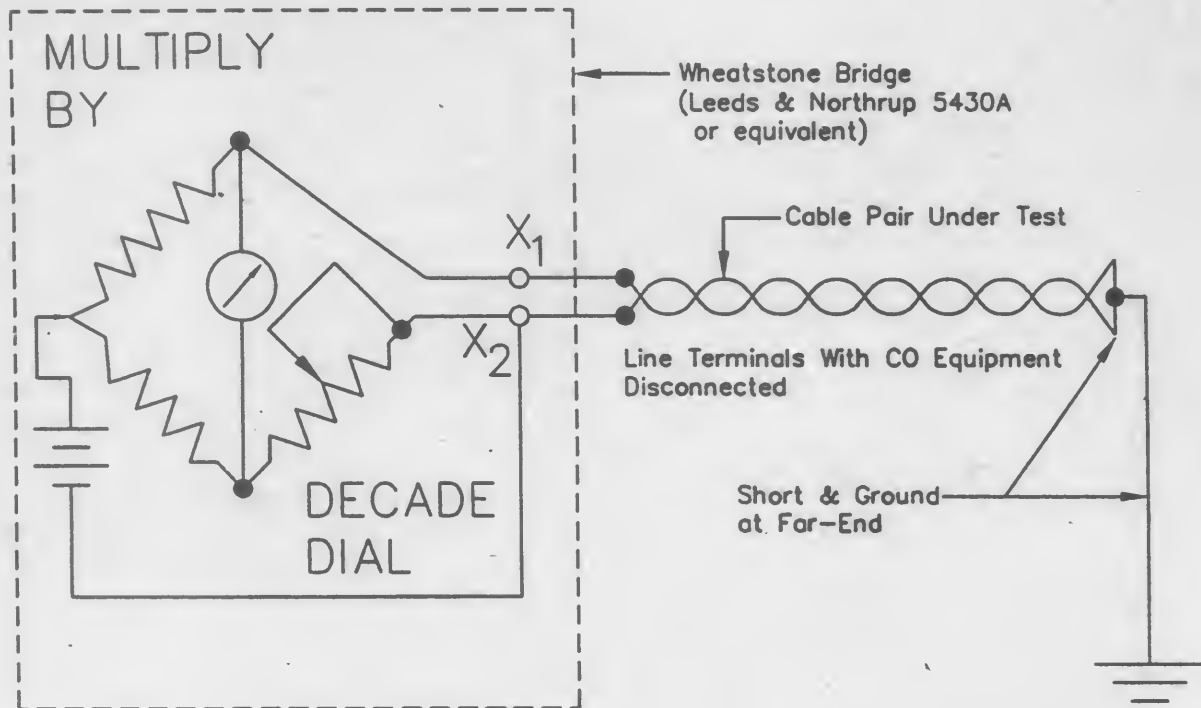 MULTIPLY
BY
Wheatstone Bridge
(Leeds & Northrup 5430A
or equivalent)
Cable Pair Under Test
X1
X2
Line Terminals With CO Equipment
Disconnected
DECADE
DIAL
Short & Ground
at Far-End